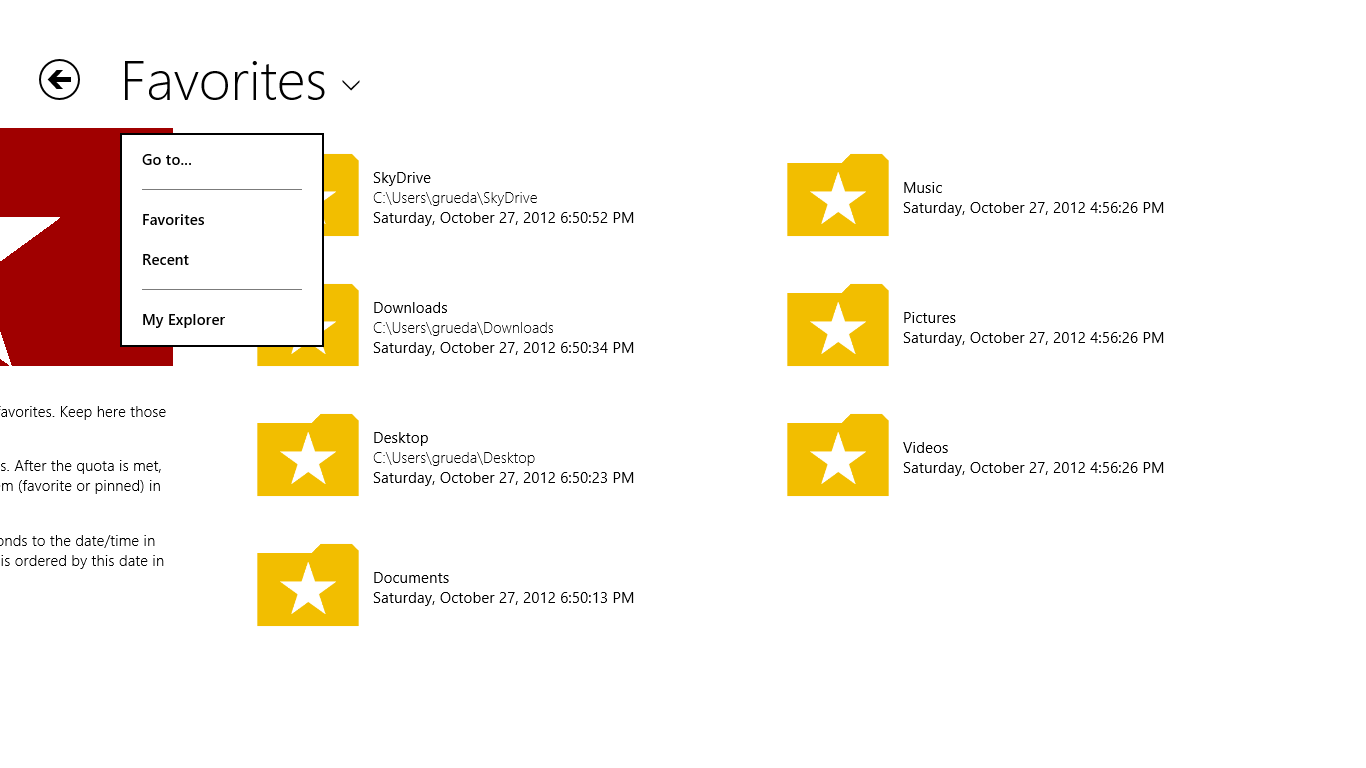 Favorites
Go to...
Favorites
Recent
My Explorer
favorites. Keep here those
s. After the quota is met,
m (favorite or pinned) in
onds to the date/time in
is ordered by this date in
SkyDrive
C:\Users\grueda\SkyDrive
Saturday, October 27, 2012 6:50:52 PM
Downloads
C:\Users\grueda\Downloads
Saturday, October 27, 2012 6:50:34 PM
Desktop
C:\Users\grueda\Desktop
Saturday, October 27, 2012 6:50:23 PM
Documents
Saturday, October 27, 2012 6:50:13 PM
Music
Saturday, October 27, 2012 4:56:26 PM
Pictures
Saturday, October 27, 2012 4:56:26 PM
Videos
Saturday, October 27, 2012 4:56:26 PM